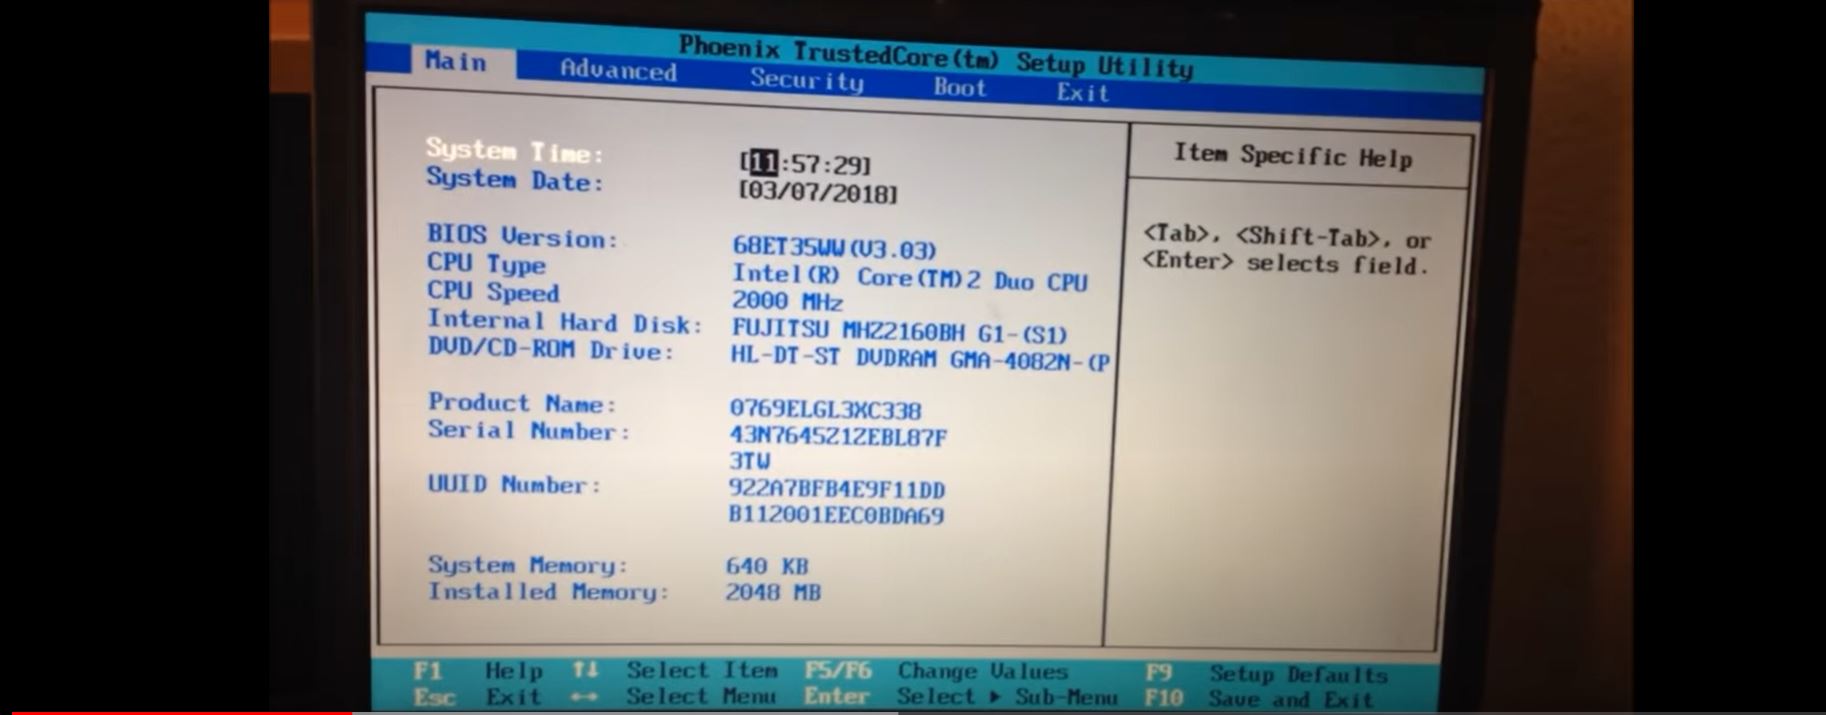 Phoenix TrustedCore(tm) Setup Utility
Main Advanced Security Boot Exit
System Time: [11:57:29]
System Date: [03/07/2018]
BIOS Version: 68ET35WW(V3.03)
CPU Type Intel(R) Core(TM)2 Duo CPU
CPU Speed 2000 MHz
Internal Hard Disk: FUJITSU MHZ2160BH G1-(S1)
DVD/CD-ROM Drive: HL-DT-ST DVDRAM GMA-4082N-(P
Product Name: 0769ELGL3XC338
Serial Number: 43N7645Z1ZEBL87F
3TW
UUID Number: 922A7BFB4E9F11DD
B112001EEC0BDA69
System Memory: 640 KB
Installed Memory: 2048 MB
Item Specific Help
<Tab>, <Shift-Tab>, or
<Enter> selects field.
F1 Help ↑↓ Select Item F5/F6 Change Values F9 Setup Defaults
Esc Exit ↔ Select Menu Enter Select ▶ Sub-Menu F10 Save and Exit